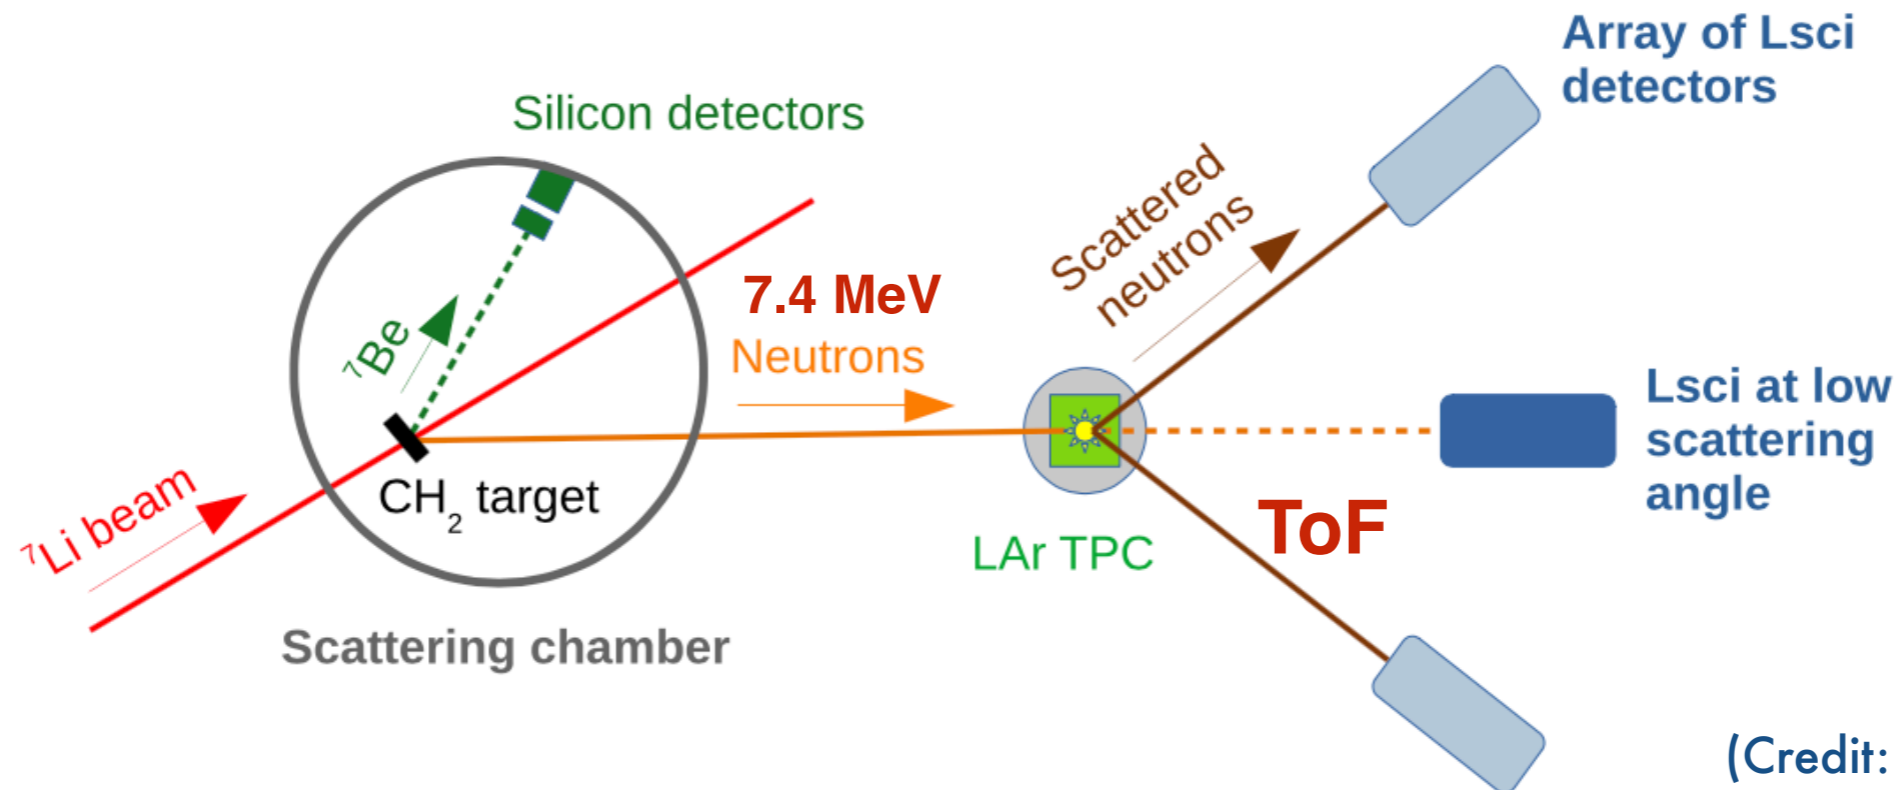 Array of Lsci
detectors
Silicon detectors
Scattered
neutrons
7.4 MeV
Neutrons
⁷Be
Lsci at low
scattering
angle
CH₂ target
⁷Li beam
ToF
LAr TPC
Scattering chamber
(Credit: